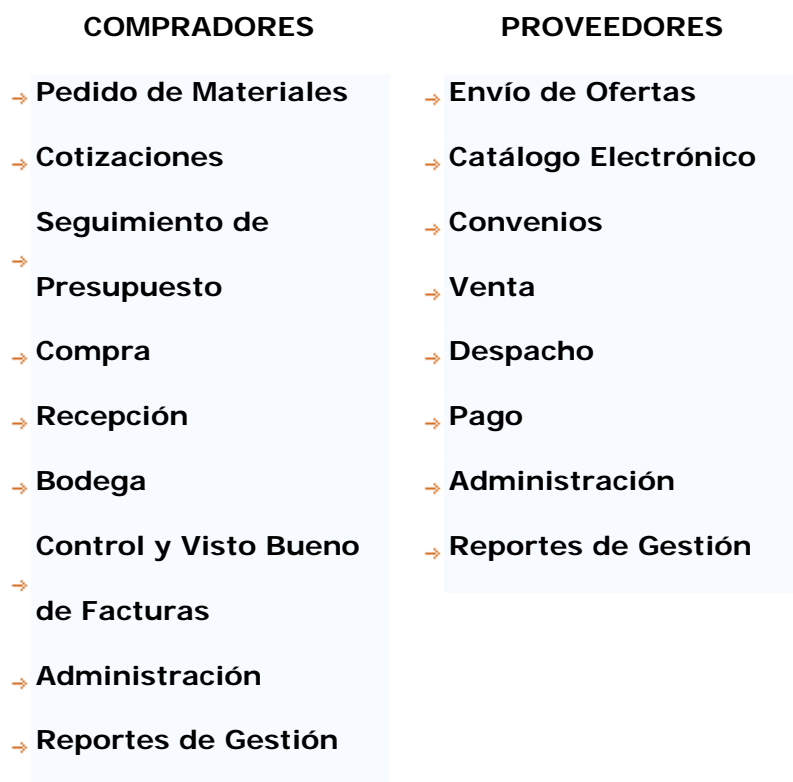 COMPRADORES
Pedido de Materiales
Cotizaciones
Seguimiento de
Presupuesto
Compra
Recepción
Bodega
Control y Visto Bueno
de Facturas
Administración
Reportes de Gestión
PROVEEDORES
Envío de Ofertas
Catálogo Electrónico
Convenios
Venta
Despacho
Pago
Administración
Reportes de Gestión